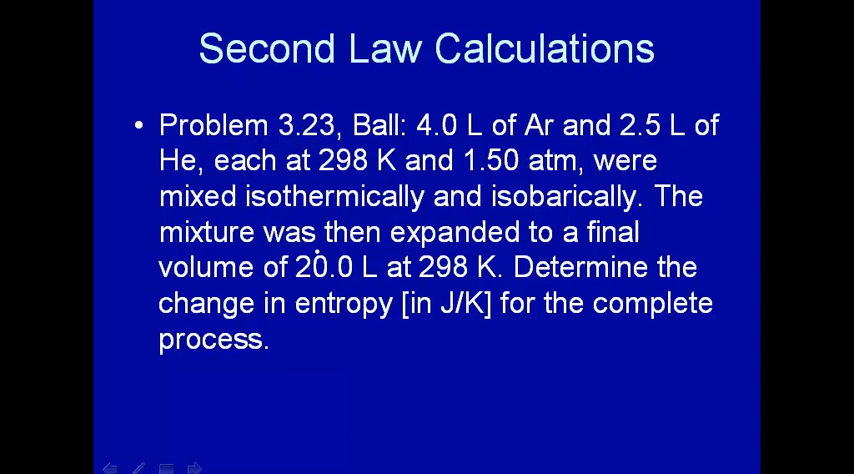 Second Law Calculations
• Problem 3.23, Ball: 4.0 L of Ar and 2.5 L of
He, each at 298 K and 1.50 atm, were
mixed isothermically and isobarically. The
mixture was then expanded to a final
volume of 20.0 L at 298 K. Determine the
change in entropy [in J/K] for the complete
process.